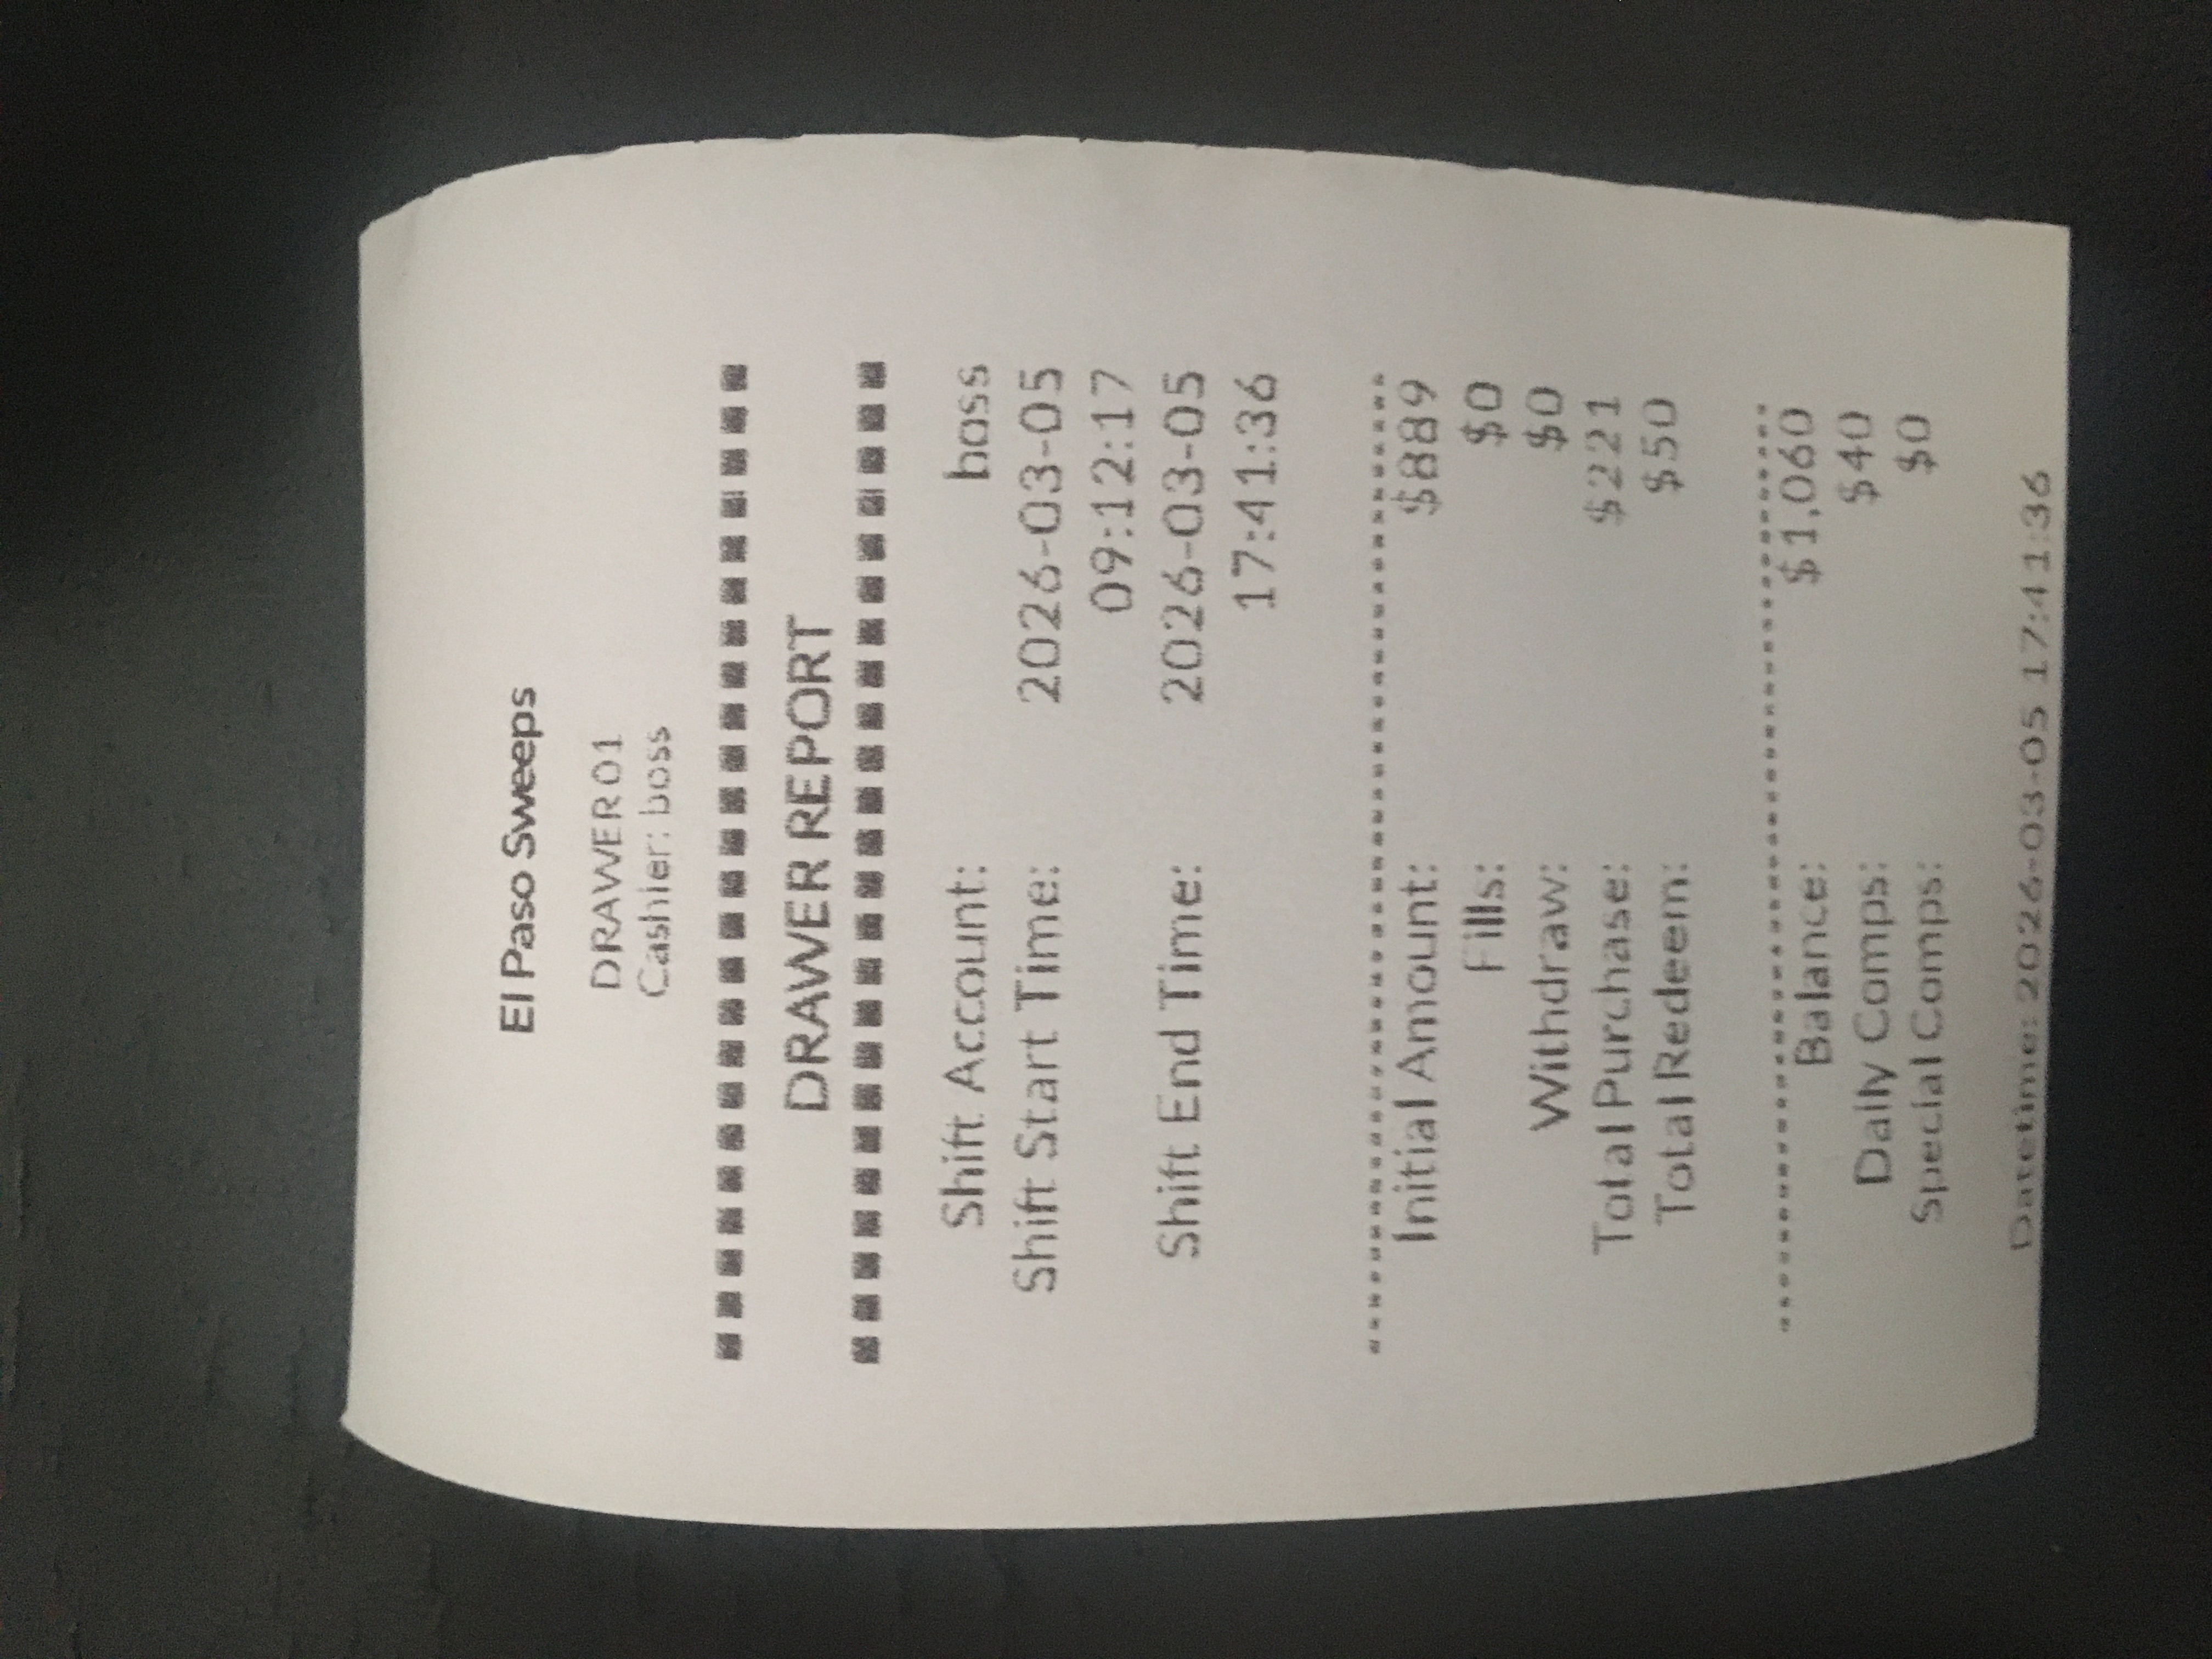 El Paso Sweeps
DRAWER01
Cashier: boss
DRAWER REPORT
Shift Account: boss
Shift Start Time: 2026-03-05
09:12:17
Shift End Time: 2026-03-05
17:41:36
Initial Amount: $889
Fills: $0
Withdraw: $0
Total Purchase: $221
Total Redeem: $50
Balance: $1,060
Daily Comps: $40
Special Comps: $0
Datetime: 2026-03-05 17:41:36